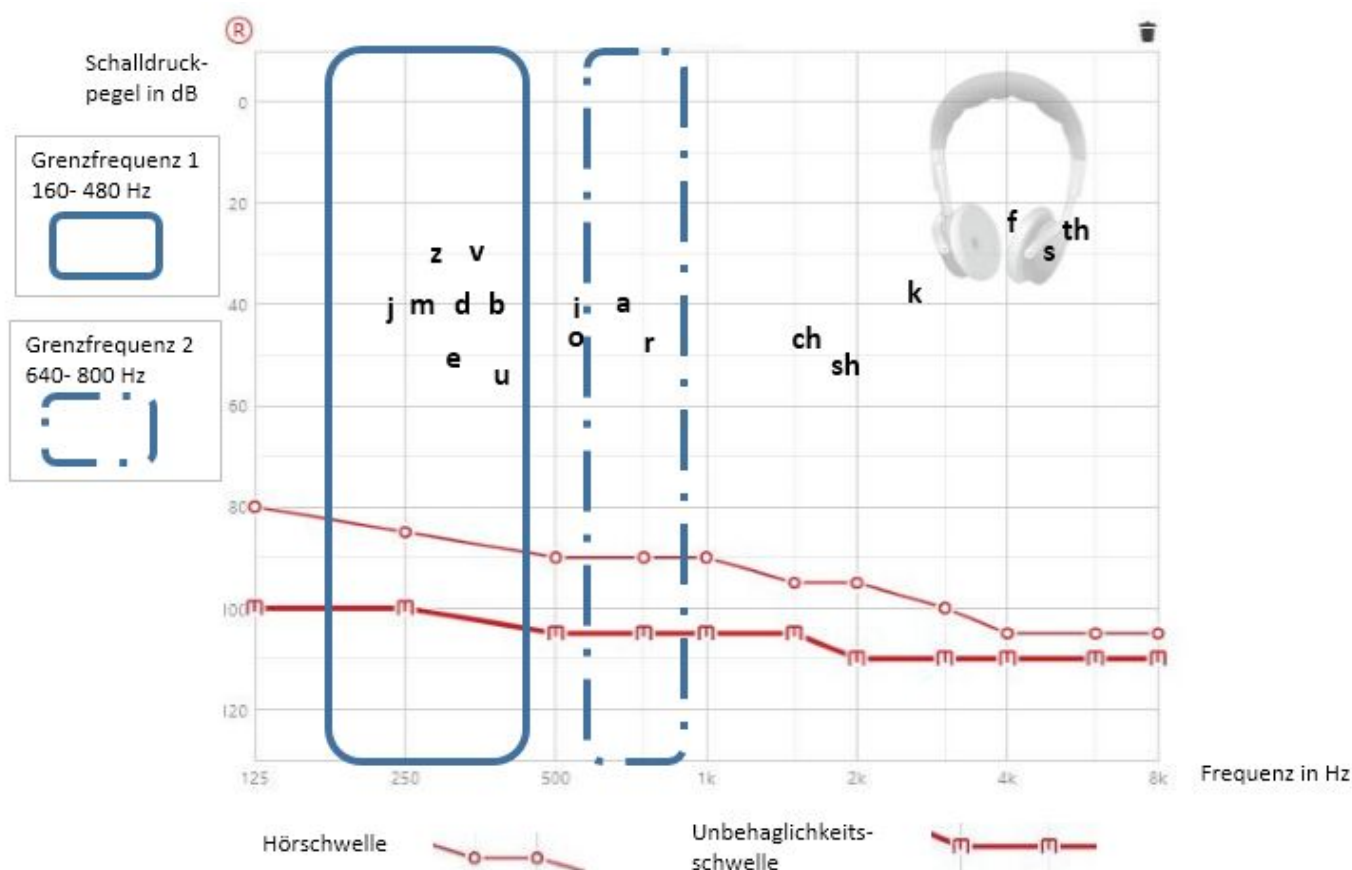 R
Schalldruck-
pegel in dB
0
Grenzfrequenz 1
160- 480 Hz
20
f
th
s
z
v
k
40
j
m
d
b
i
a
Grenzfrequenz 2
640- 800 Hz
o
r
ch
e
sh
u
60
80
100
120
125
250
500
1k
2k
4k
8k
Frequenz in Hz
Hörschwelle
Unbehaglichkeits-
schwelle